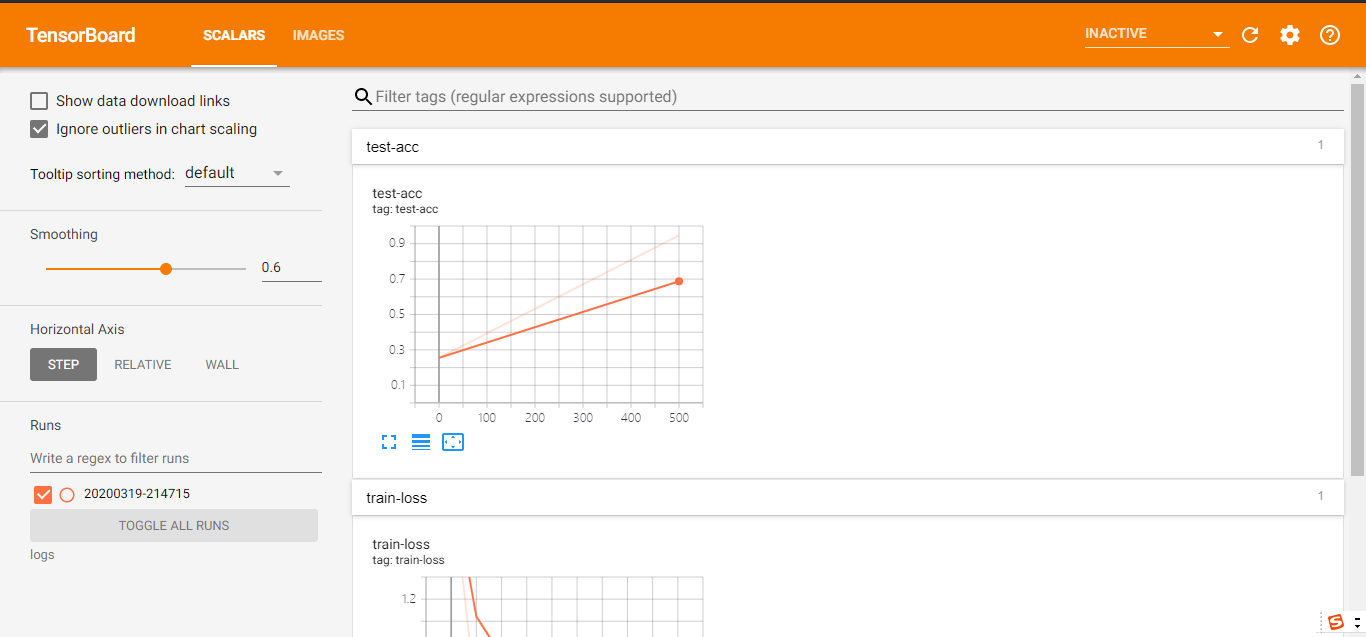 TensorBoard SCALARS IMAGES INACTIVE
Show data download links
Ignore outliers in chart scaling
Tooltip sorting method: default
Smoothing
0.6
Horizontal Axis
STEP RELATIVE WALL
Runs
Write a regex to filter runs
20200319-214715
TOGGLE ALL RUNS
logs
Filter tags (regular expressions supported)
test-acc 1
test-acc
tag: test-acc
0.9
0.7
0.5
0.3
0.1
0 100 200 300 400 500
train-loss 1
train-loss
tag: train-loss
1.2